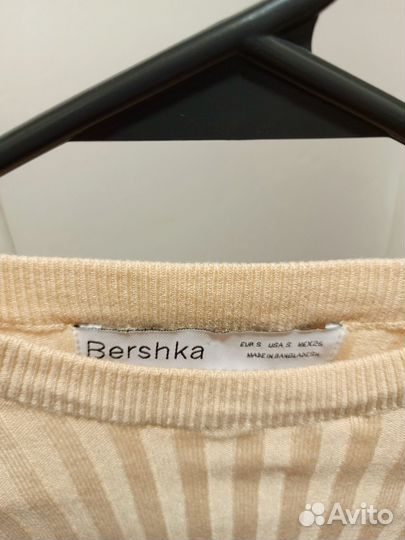 Bershka
EUR S USA S MEX 26
MADE IN BANGLADESH
Avito